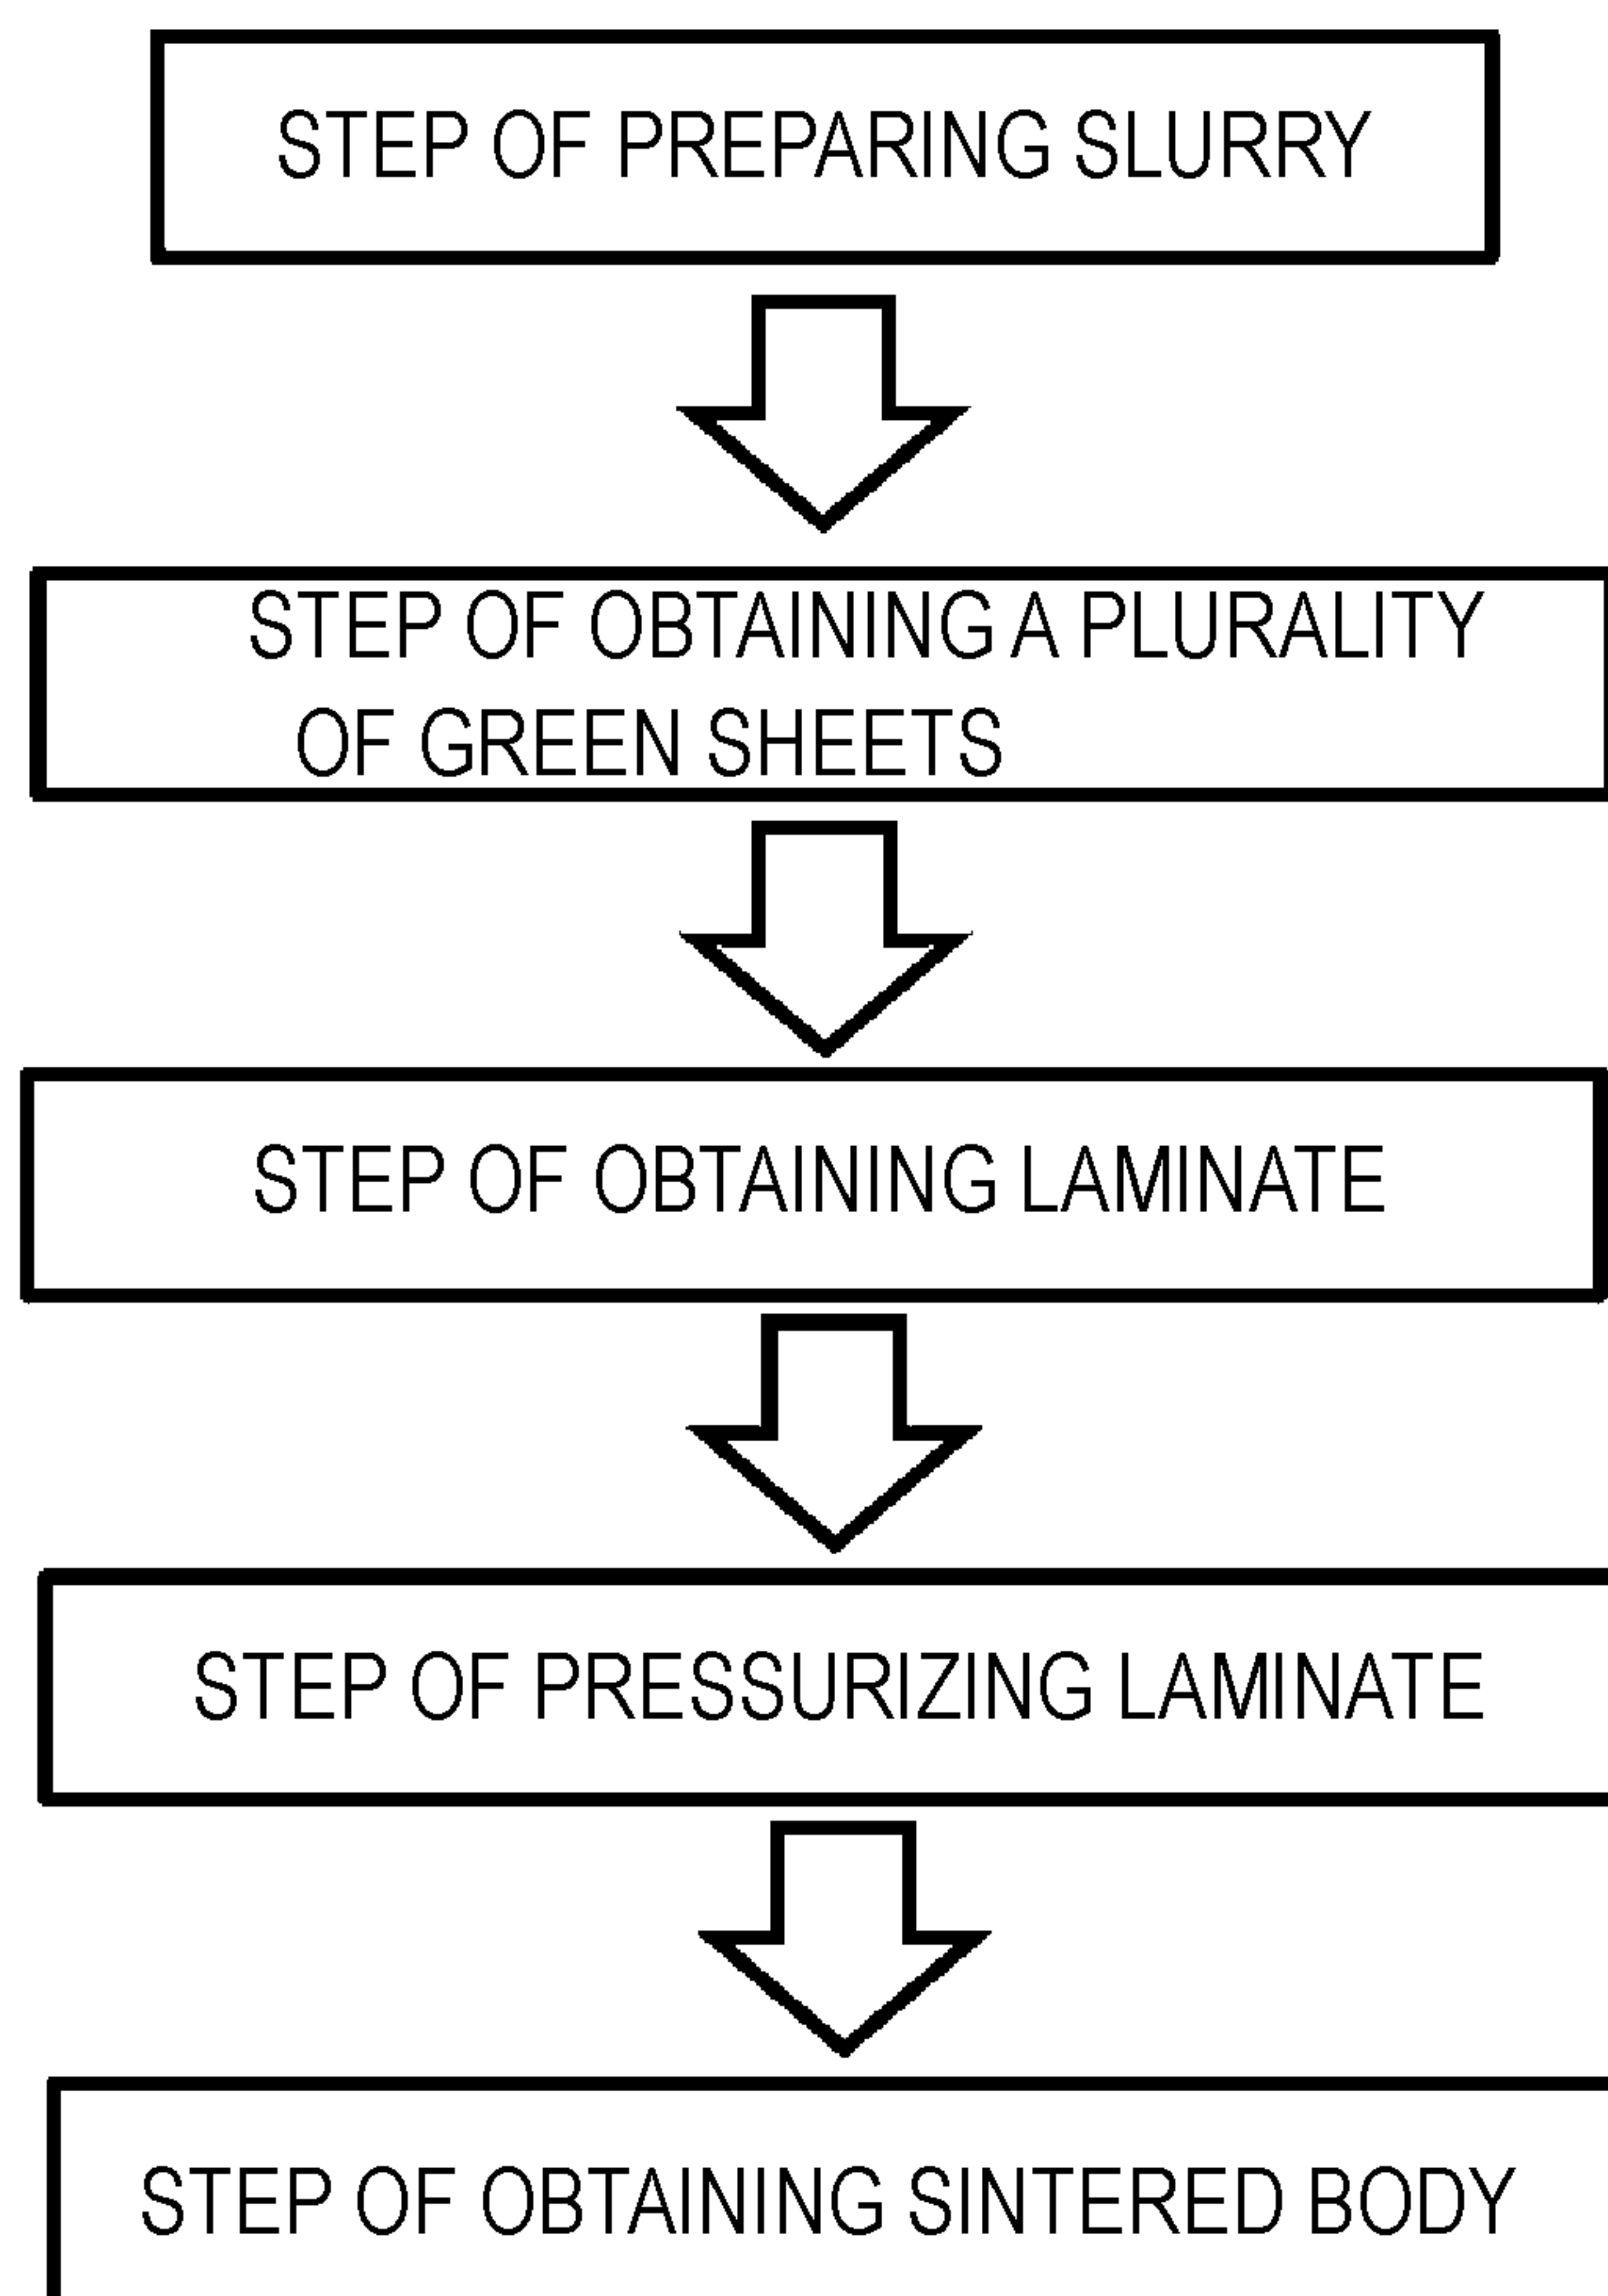 STEP OF PREPARING SLURRY
STEP OF OBTAINING A PLURALITY
OF GREEN SHEETS
STEP OF OBTAINING LAMINATE
STEP OF PRESSURIZING LAMINATE
STEP OF OBTAINING SINTERED BODY